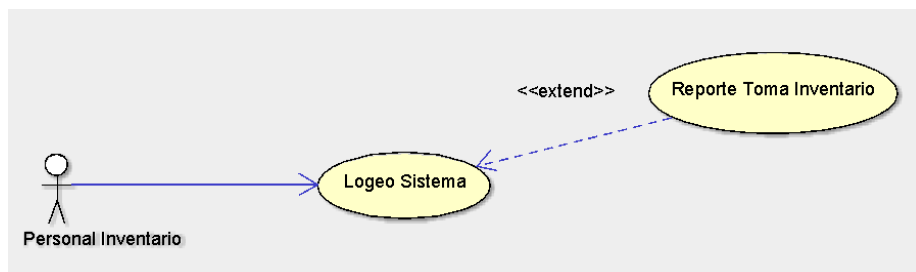 <<extend>>
Reporte Toma Inventario
Logeo Sistema
Personal Inventario